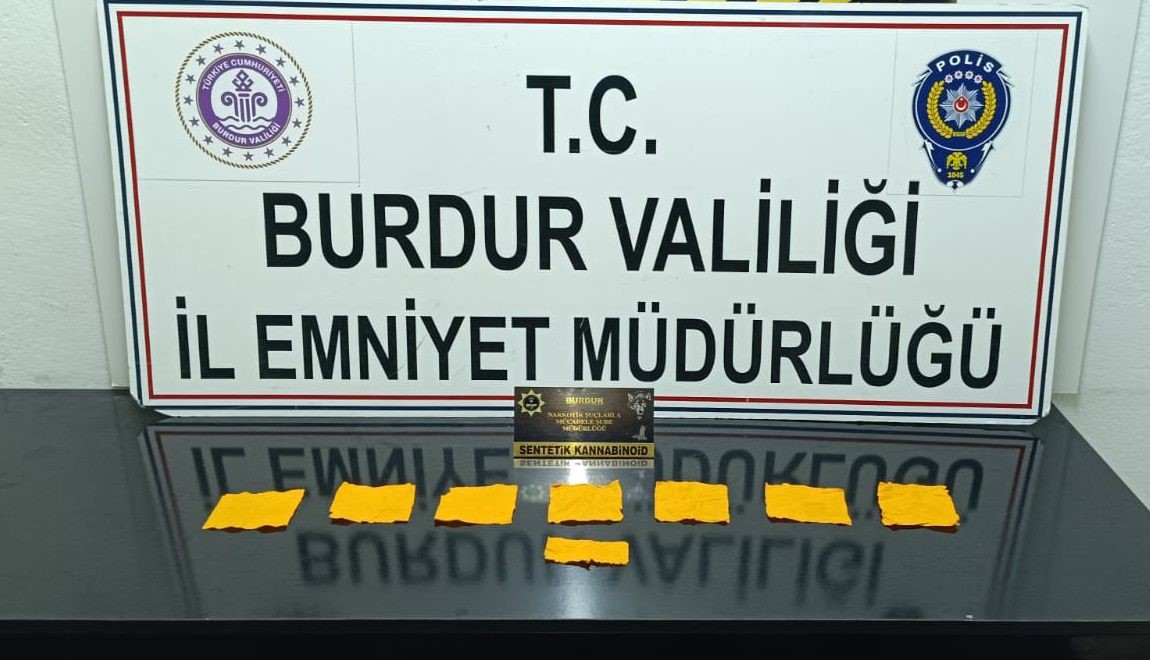 TÜRKİYE CUMHURİYETİ
BURDUR VALİLİĞİ
POLİS
1845
T.C.
BURDUR VALİLİĞİ
İL EMNİYET MÜDÜRLÜĞÜ
BURDUR
NARKOTİK SUÇLARLA
MÜCADELE ŞUBE
MÜDÜRLÜĞÜ
SENTETİK KANNABİNOİD